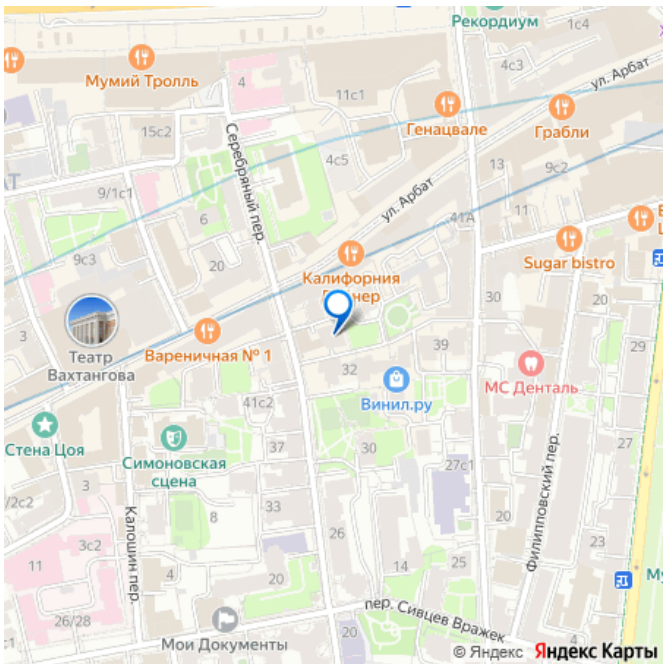 Рекордиум
1с4
4с3
Мумий Тролль
4
11с1
ул. Арбат
Генацвале
Грабли
15с2
Серебряный пер.
4с5
13
9с2
9/1с1
АТ
6
ул. Арбат
41А
11
20
9с3
Калифорния
Sugar bistro
30
20
3
Театр
Вахтангова
Вареничная № 1
32
39
29
МС Денталь
Винил.ру
41с2
Стена Цоя
Симоновская
сцена
37
30
27с1
27
Филипповский пер.
3
/2с2
33
8
Калошин пер.
3с2
11
26
24
14
25
4
20
26/28
пер. Сивцев Вражек
Мои Документы
20
20
© Яндекс Яндекс Карты